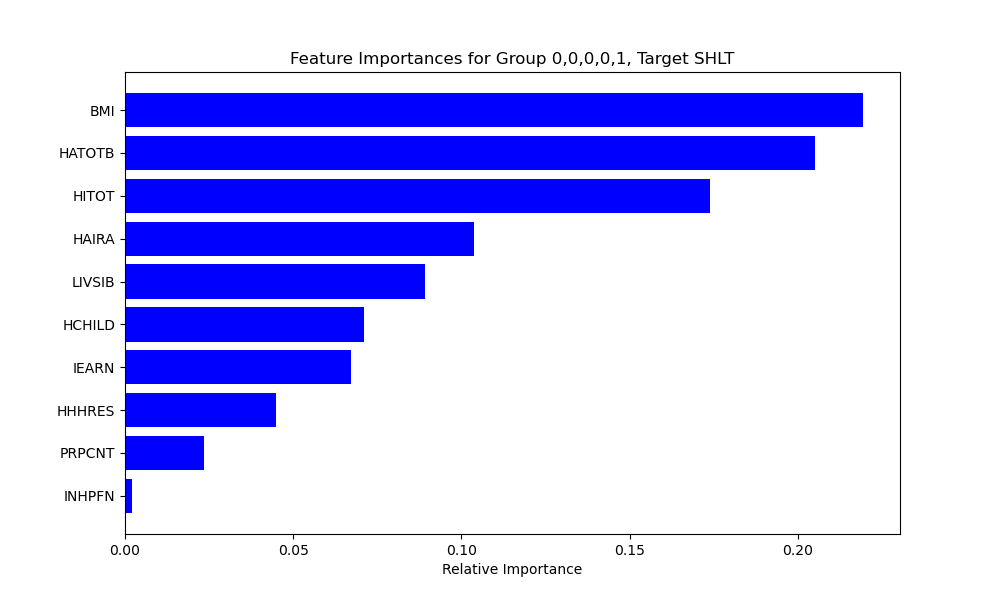 Feature Importances for Group 0,0,0,0,1, Target SHLT
BMI
HATOTB
HITOT
HAIRA
LIVSIB
HCHILD
IEARN
HHHRES
PRPCNT
INHPFN
0.00 0.05 0.10 0.15 0.20
Relative Importance